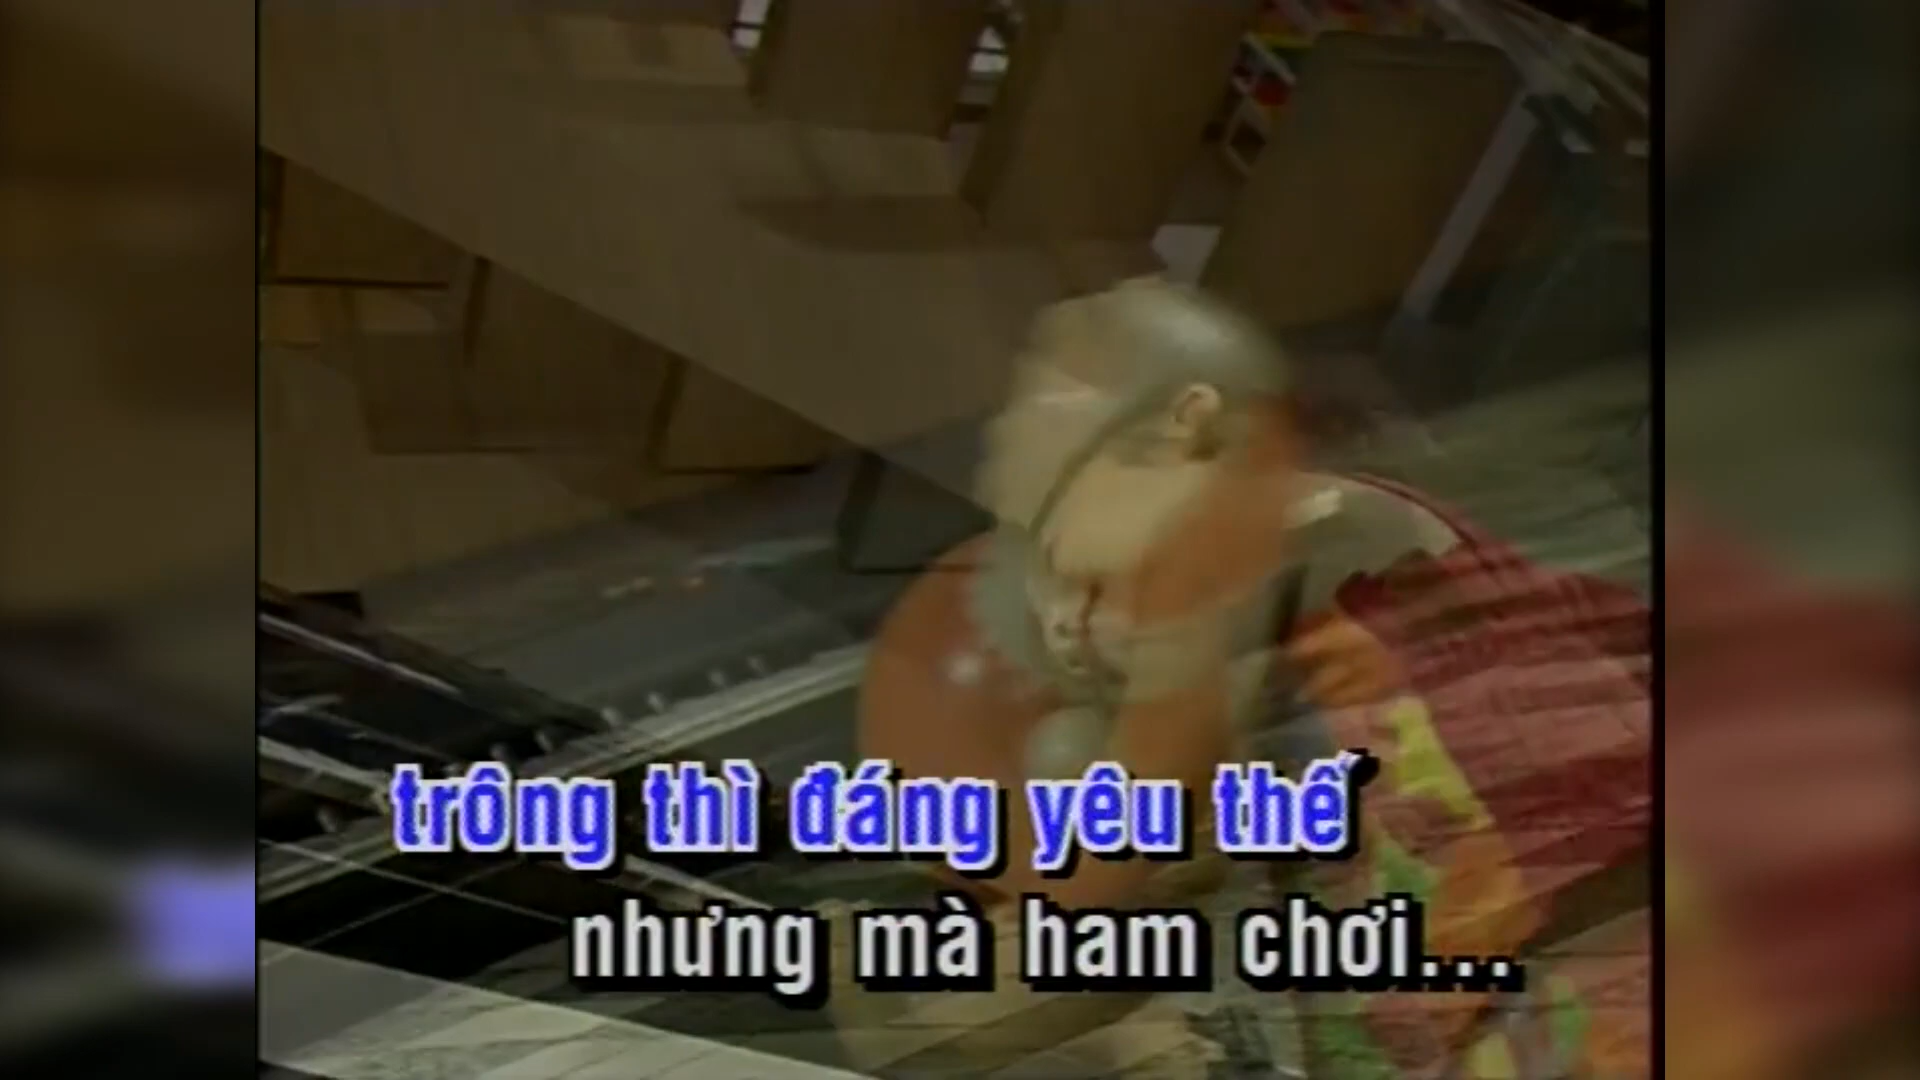 trông thì đáng yêu thế
nhưng mà ham chơi...